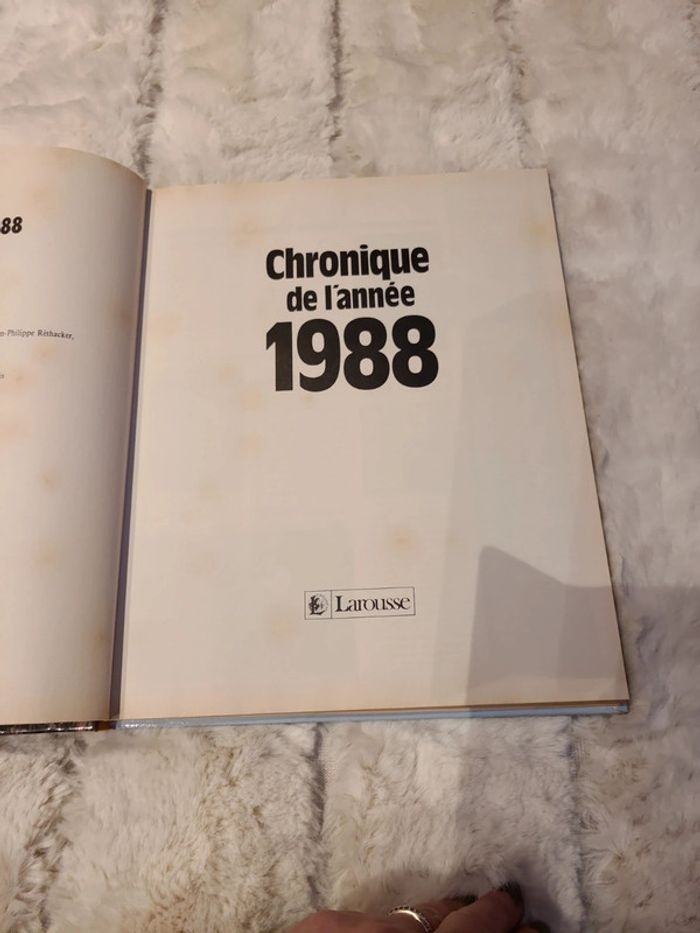 88
Philippe Réthacker,
Chronique
de l'année
1988
Larousse